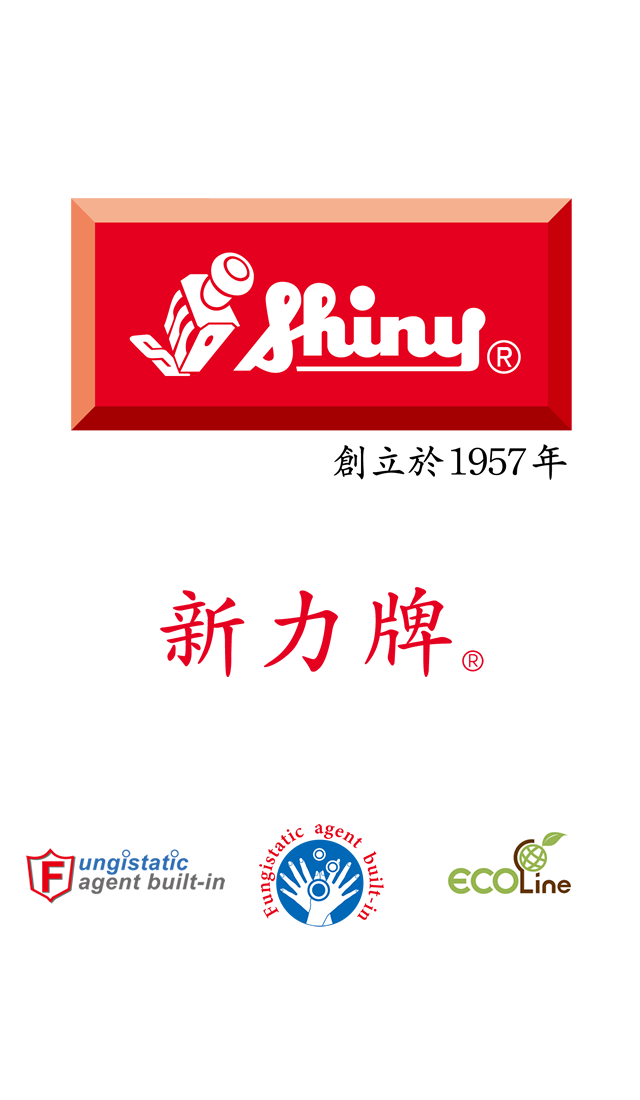 Shiny®
創立於1957年
新力牌®
Fungistatic
agent built-in
Fungistatic agent built-in
ECOLine